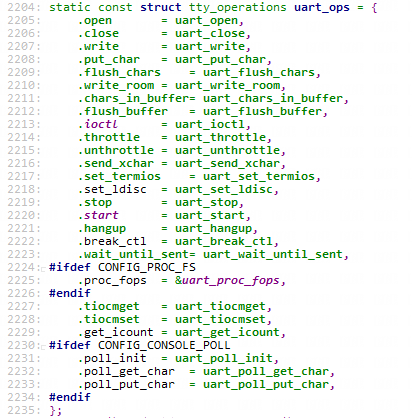 2204: static const struct tty_operations uart_ops = {
2205:     .open       = uart_open,
2206:     .close      = uart_close,
2207:     .write      = uart_write,
2208:     .put_char   = uart_put_char,
2209:     .flush_chars    = uart_flush_chars,
2210:     .write_room = uart_write_room,
2211:     .chars_in_buffer= uart_chars_in_buffer,
2212:     .flush_buffer   = uart_flush_buffer,
2213:     .ioctl      = uart_ioctl,
2214:     .throttle   = uart_throttle,
2215:     .unthrottle = uart_unthrottle,
2216:     .send_xchar = uart_send_xchar,
2217:     .set_termios    = uart_set_termios,
2218:     .set_ldisc  = uart_set_ldisc,
2219:     .stop       = uart_stop,
2220:     .start      = uart_start,
2221:     .hangup     = uart_hangup,
2222:     .break_ctl  = uart_break_ctl,
2223:     .wait_until_sent= uart_wait_until_sent,
2224: #ifdef CONFIG_PROC_FS
2225:     .proc_fops  = &uart_proc_fops,
2226: #endif
2227:     .tiocmget   = uart_tiocmget,
2228:     .tiocmset   = uart_tiocmset,
2229:     .get_icount = uart_get_icount,
2230: #ifdef CONFIG_CONSOLE_POLL
2231:     .poll_init  = uart_poll_init,
2232:     .poll_get_char  = uart_poll_get_char,
2233:     .poll_put_char  = uart_poll_put_char,
2234: #endif
2235: };